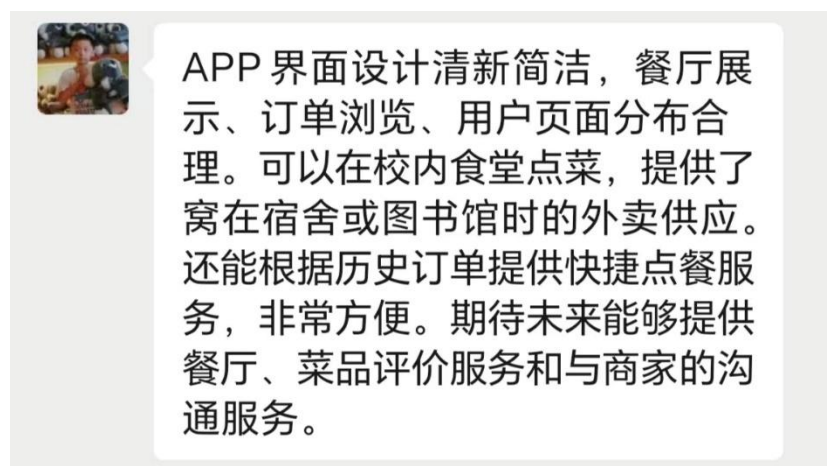 APP 界面设计清新简洁，餐厅展
示、订单浏览、用户页面分布合
理。可以在校内食堂点菜，提供了
窝在宿舍或图书馆时的外卖供应。
还能根据历史订单提供快捷点餐服
务，非常方便。期待未来能够提供
餐厅、菜品评价服务和与商家的沟
通服务。